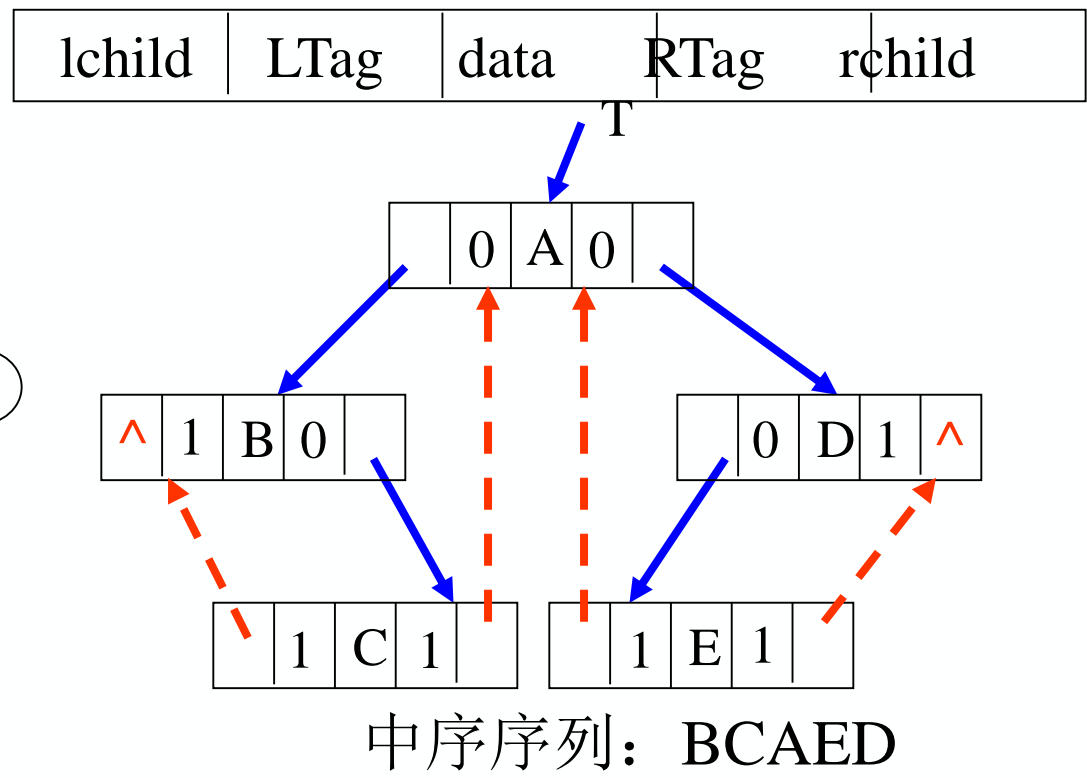 lchild LTag data RTag rchild
T
0 A 0
^ 1 B 0
0 D 1 ^
1 C 1
1 E 1
中序序列：BCAED